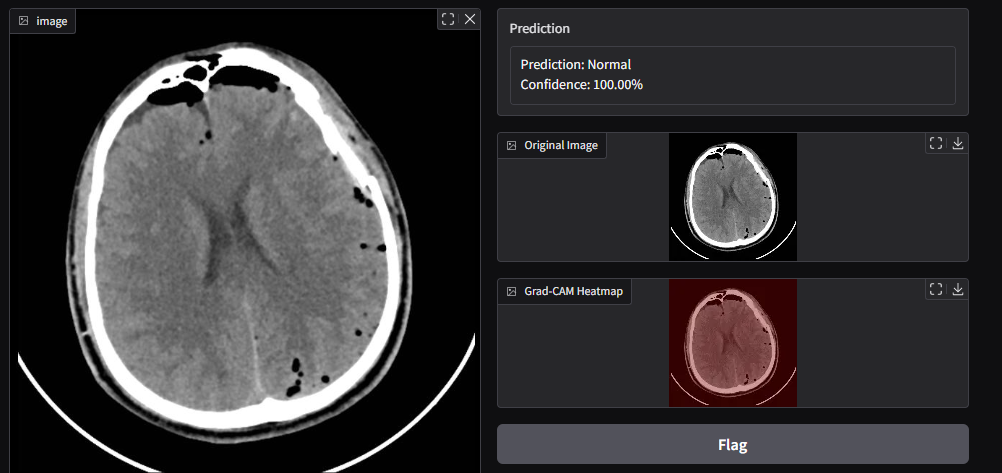 image
Prediction
Prediction: Normal
Confidence: 100.00%
Original Image
Grad-CAM Heatmap
Flag